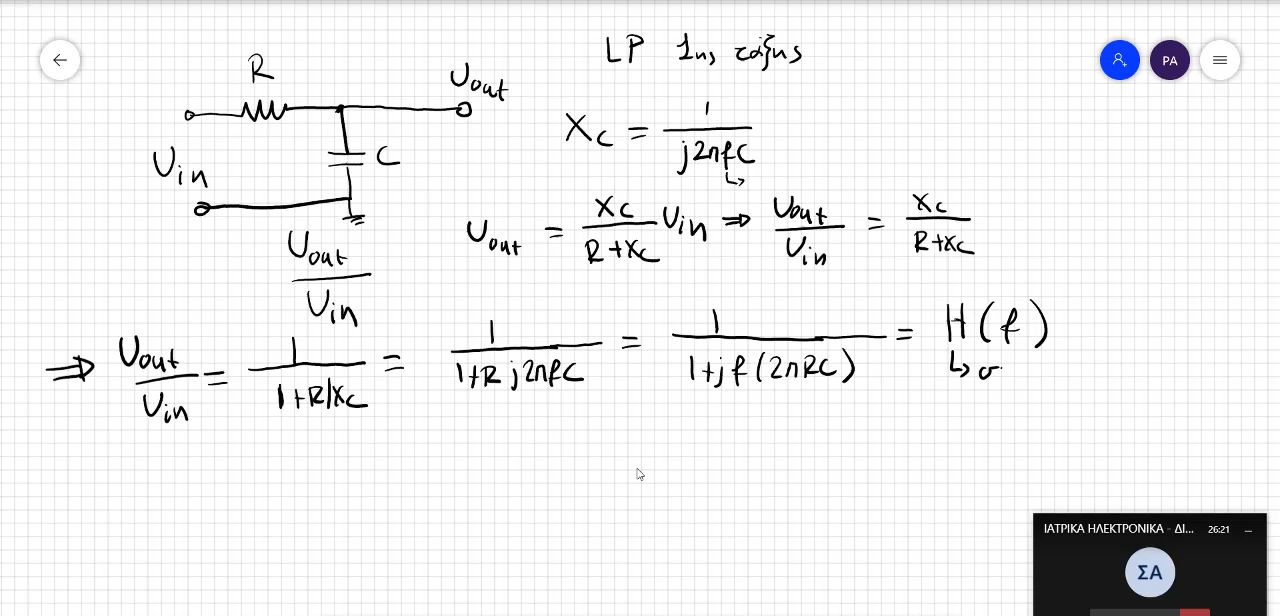 LP 1ης τάξης
R
Uout
PA
Xc = 1 / j2πfC
Uin
C
Uout = Xc / R+Xc Uin ⇒ Uout / Uin = Xc / R+Xc
Uout / Uin
⇒ Uout / Uin = 1 / 1+R/Xc = 1 / 1+R j2πfC = 1 / 1+jf(2πRC) = H(f)
↳ σ
ΙΑΤΡΙΚΑ ΗΛΕΚΤΡΟΝΙΚΑ - ΔΙ... 26:21
ΣΑ